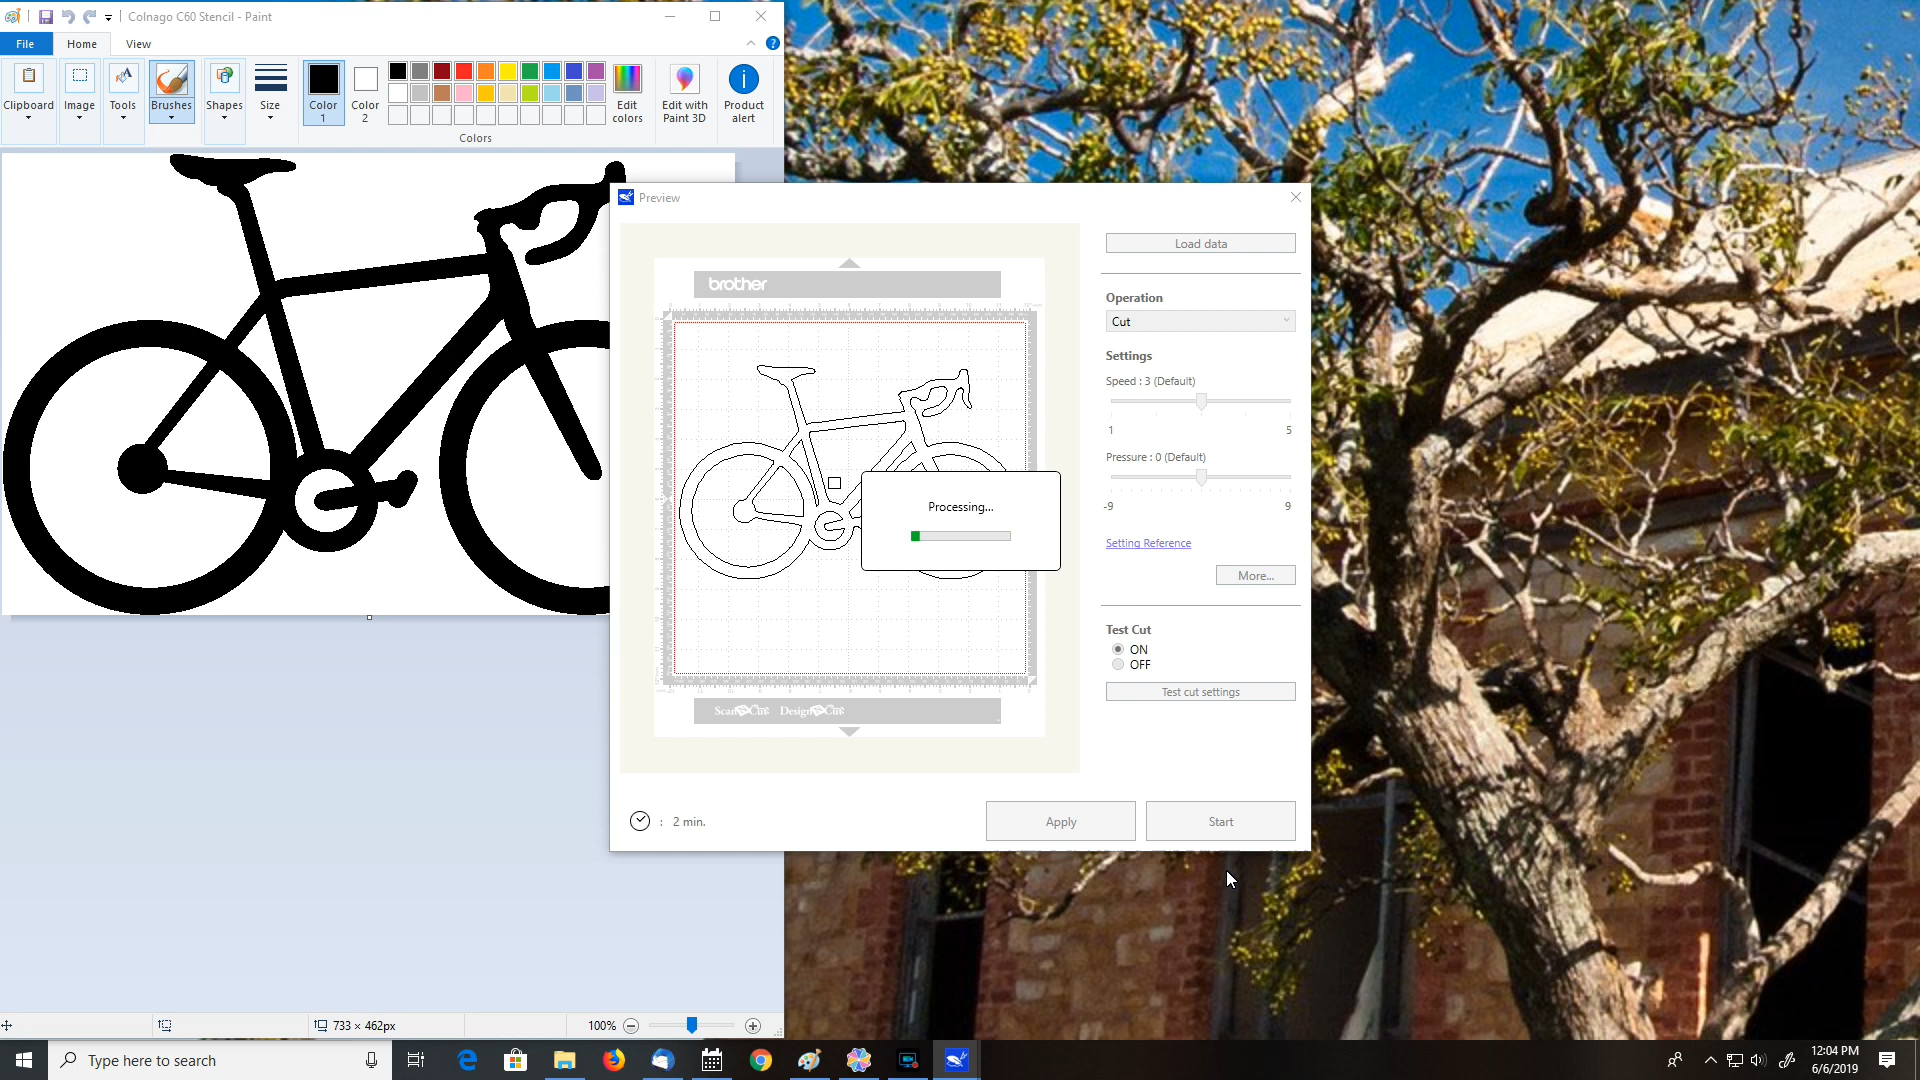 Colnago C60 Stencil - Paint
File
Home
View
Clipboard
Image
Tools
Brushes
Shapes
Size
Color
1
Color
2
Edit
colors
Edit with
Paint 3D
Product
alert
Colors
Preview
brother
Load data
Operation
Cut
Settings
Speed : 3 (Default)
1
5
Pressure : 0 (Default)
-9
9
Processing...
Setting Reference
More...
Test Cut
ON
OFF
Test cut settings
: 2 min.
Apply
Start
733 × 462px
100%
Type here to search
12:04 PM
6/6/2019